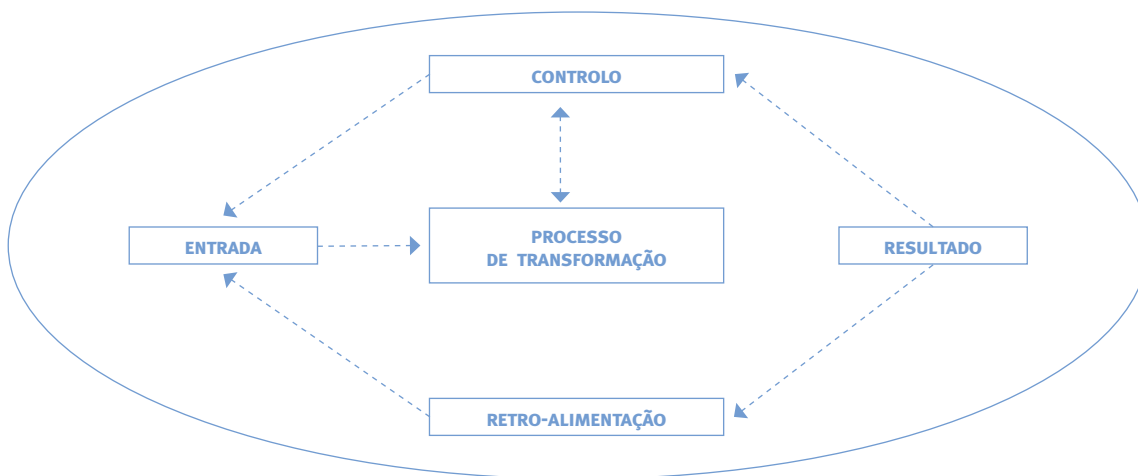 CONTROLO
ENTRADA
PROCESSO
DE TRANSFORMAÇÃO
RESULTADO
RETRO-ALIMENTAÇÃO